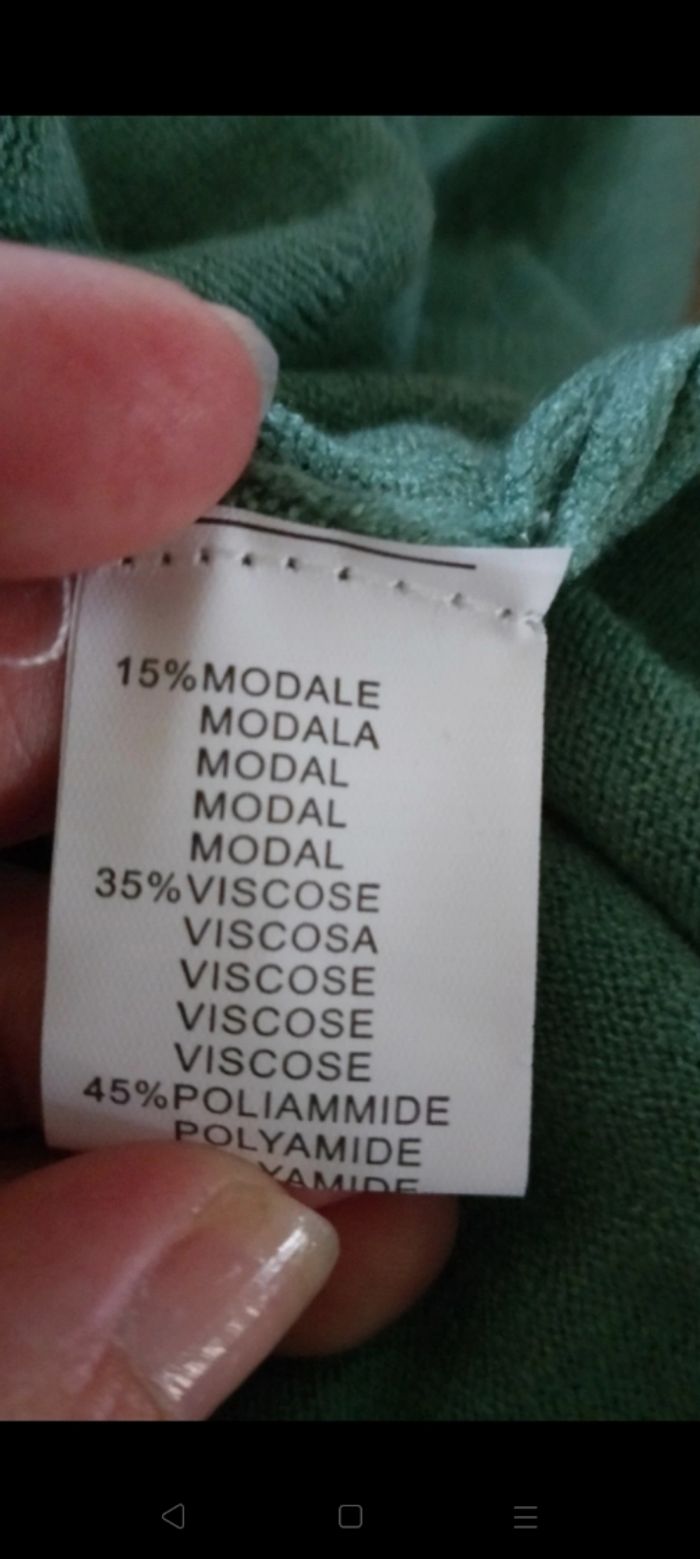 15%MODALE
MODALA
MODAL
MODAL
MODAL
35%VISCOSE
VISCOSA
VISCOSE
VISCOSE
VISCOSE
45%POLIAMMIDE
POLYAMIDE